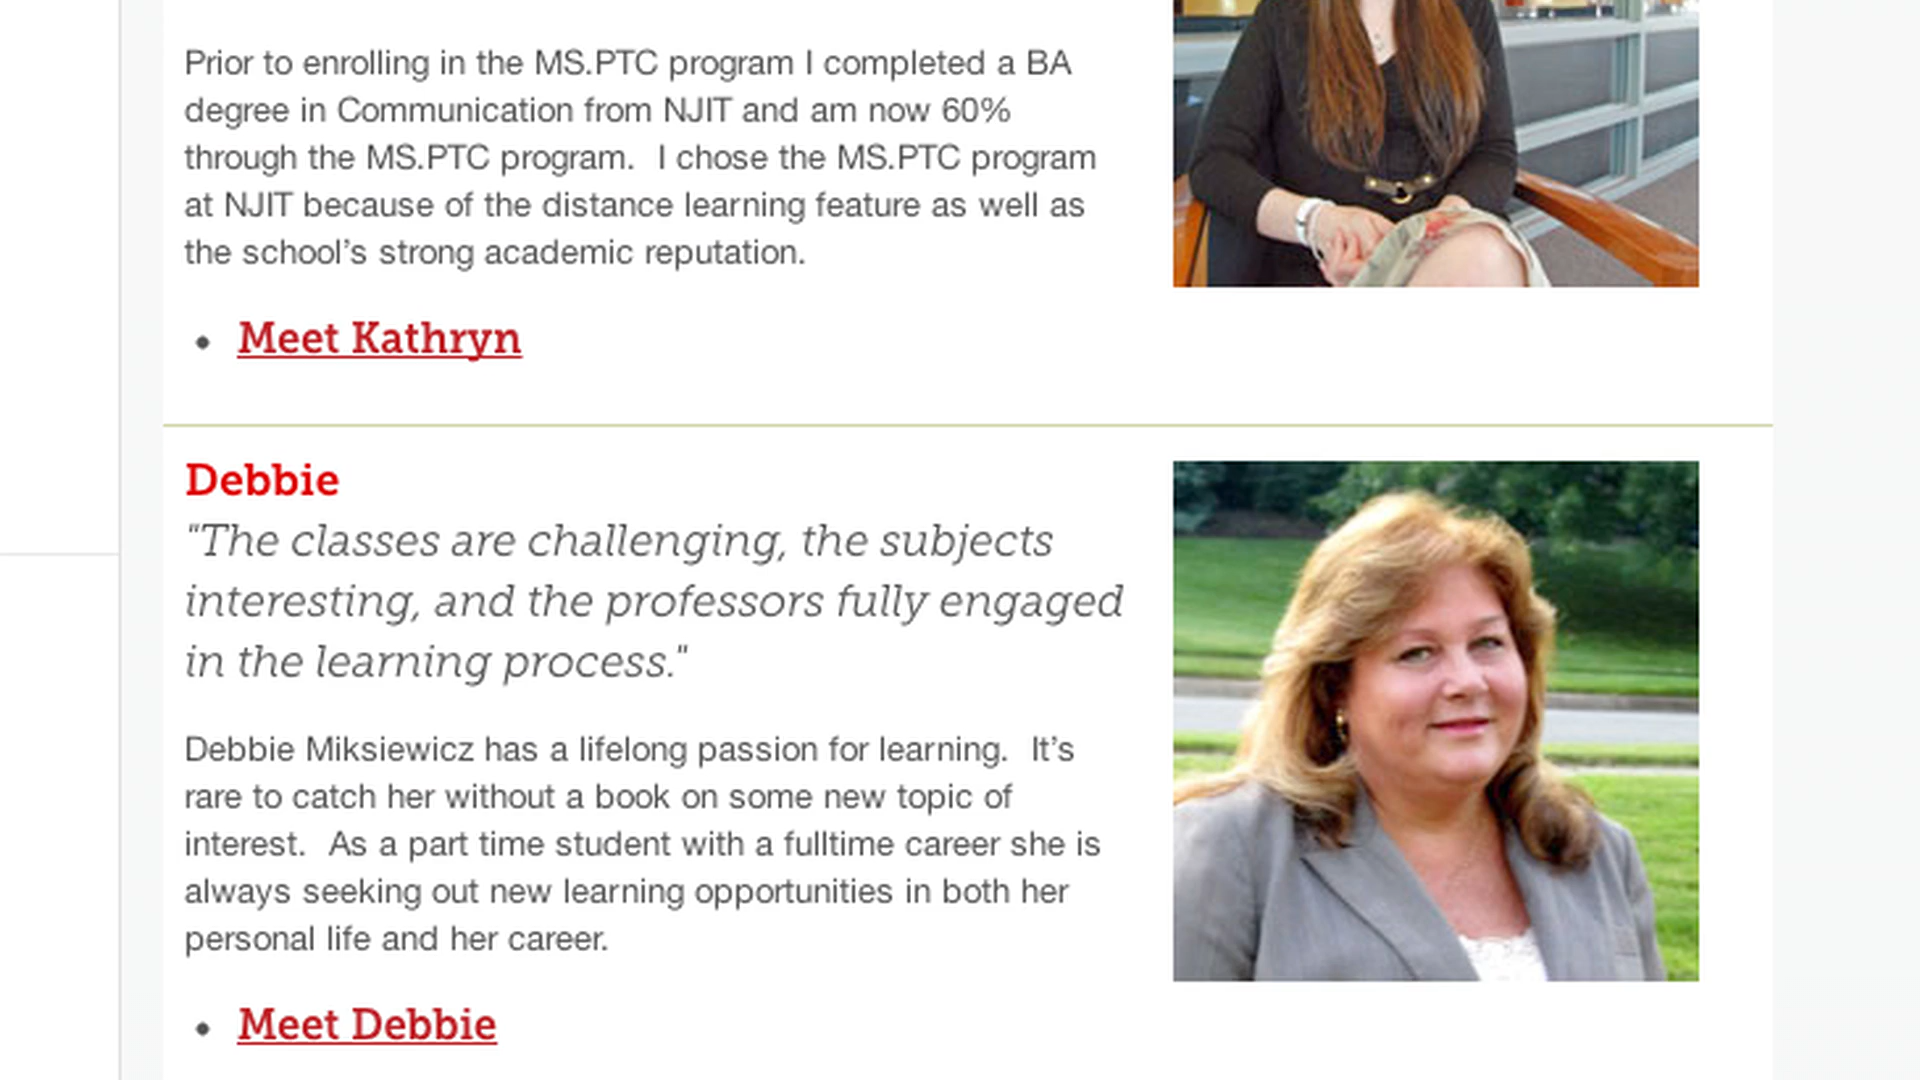 Prior to enrolling in the MS.PTC program I completed a BA
degree in Communication from NJIT and am now 60%
through the MS.PTC program.  I chose the MS.PTC program
at NJIT because of the distance learning feature as well as
the school’s strong academic reputation.
• Meet Kathryn
Debbie
"The classes are challenging, the subjects
interesting, and the professors fully engaged
in the learning process."
Debbie Miksiewicz has a lifelong passion for learning.  It’s
rare to catch her without a book on some new topic of
interest.  As a part time student with a fulltime career she is
always seeking out new learning opportunities in both her
personal life and her career.
• Meet Debbie